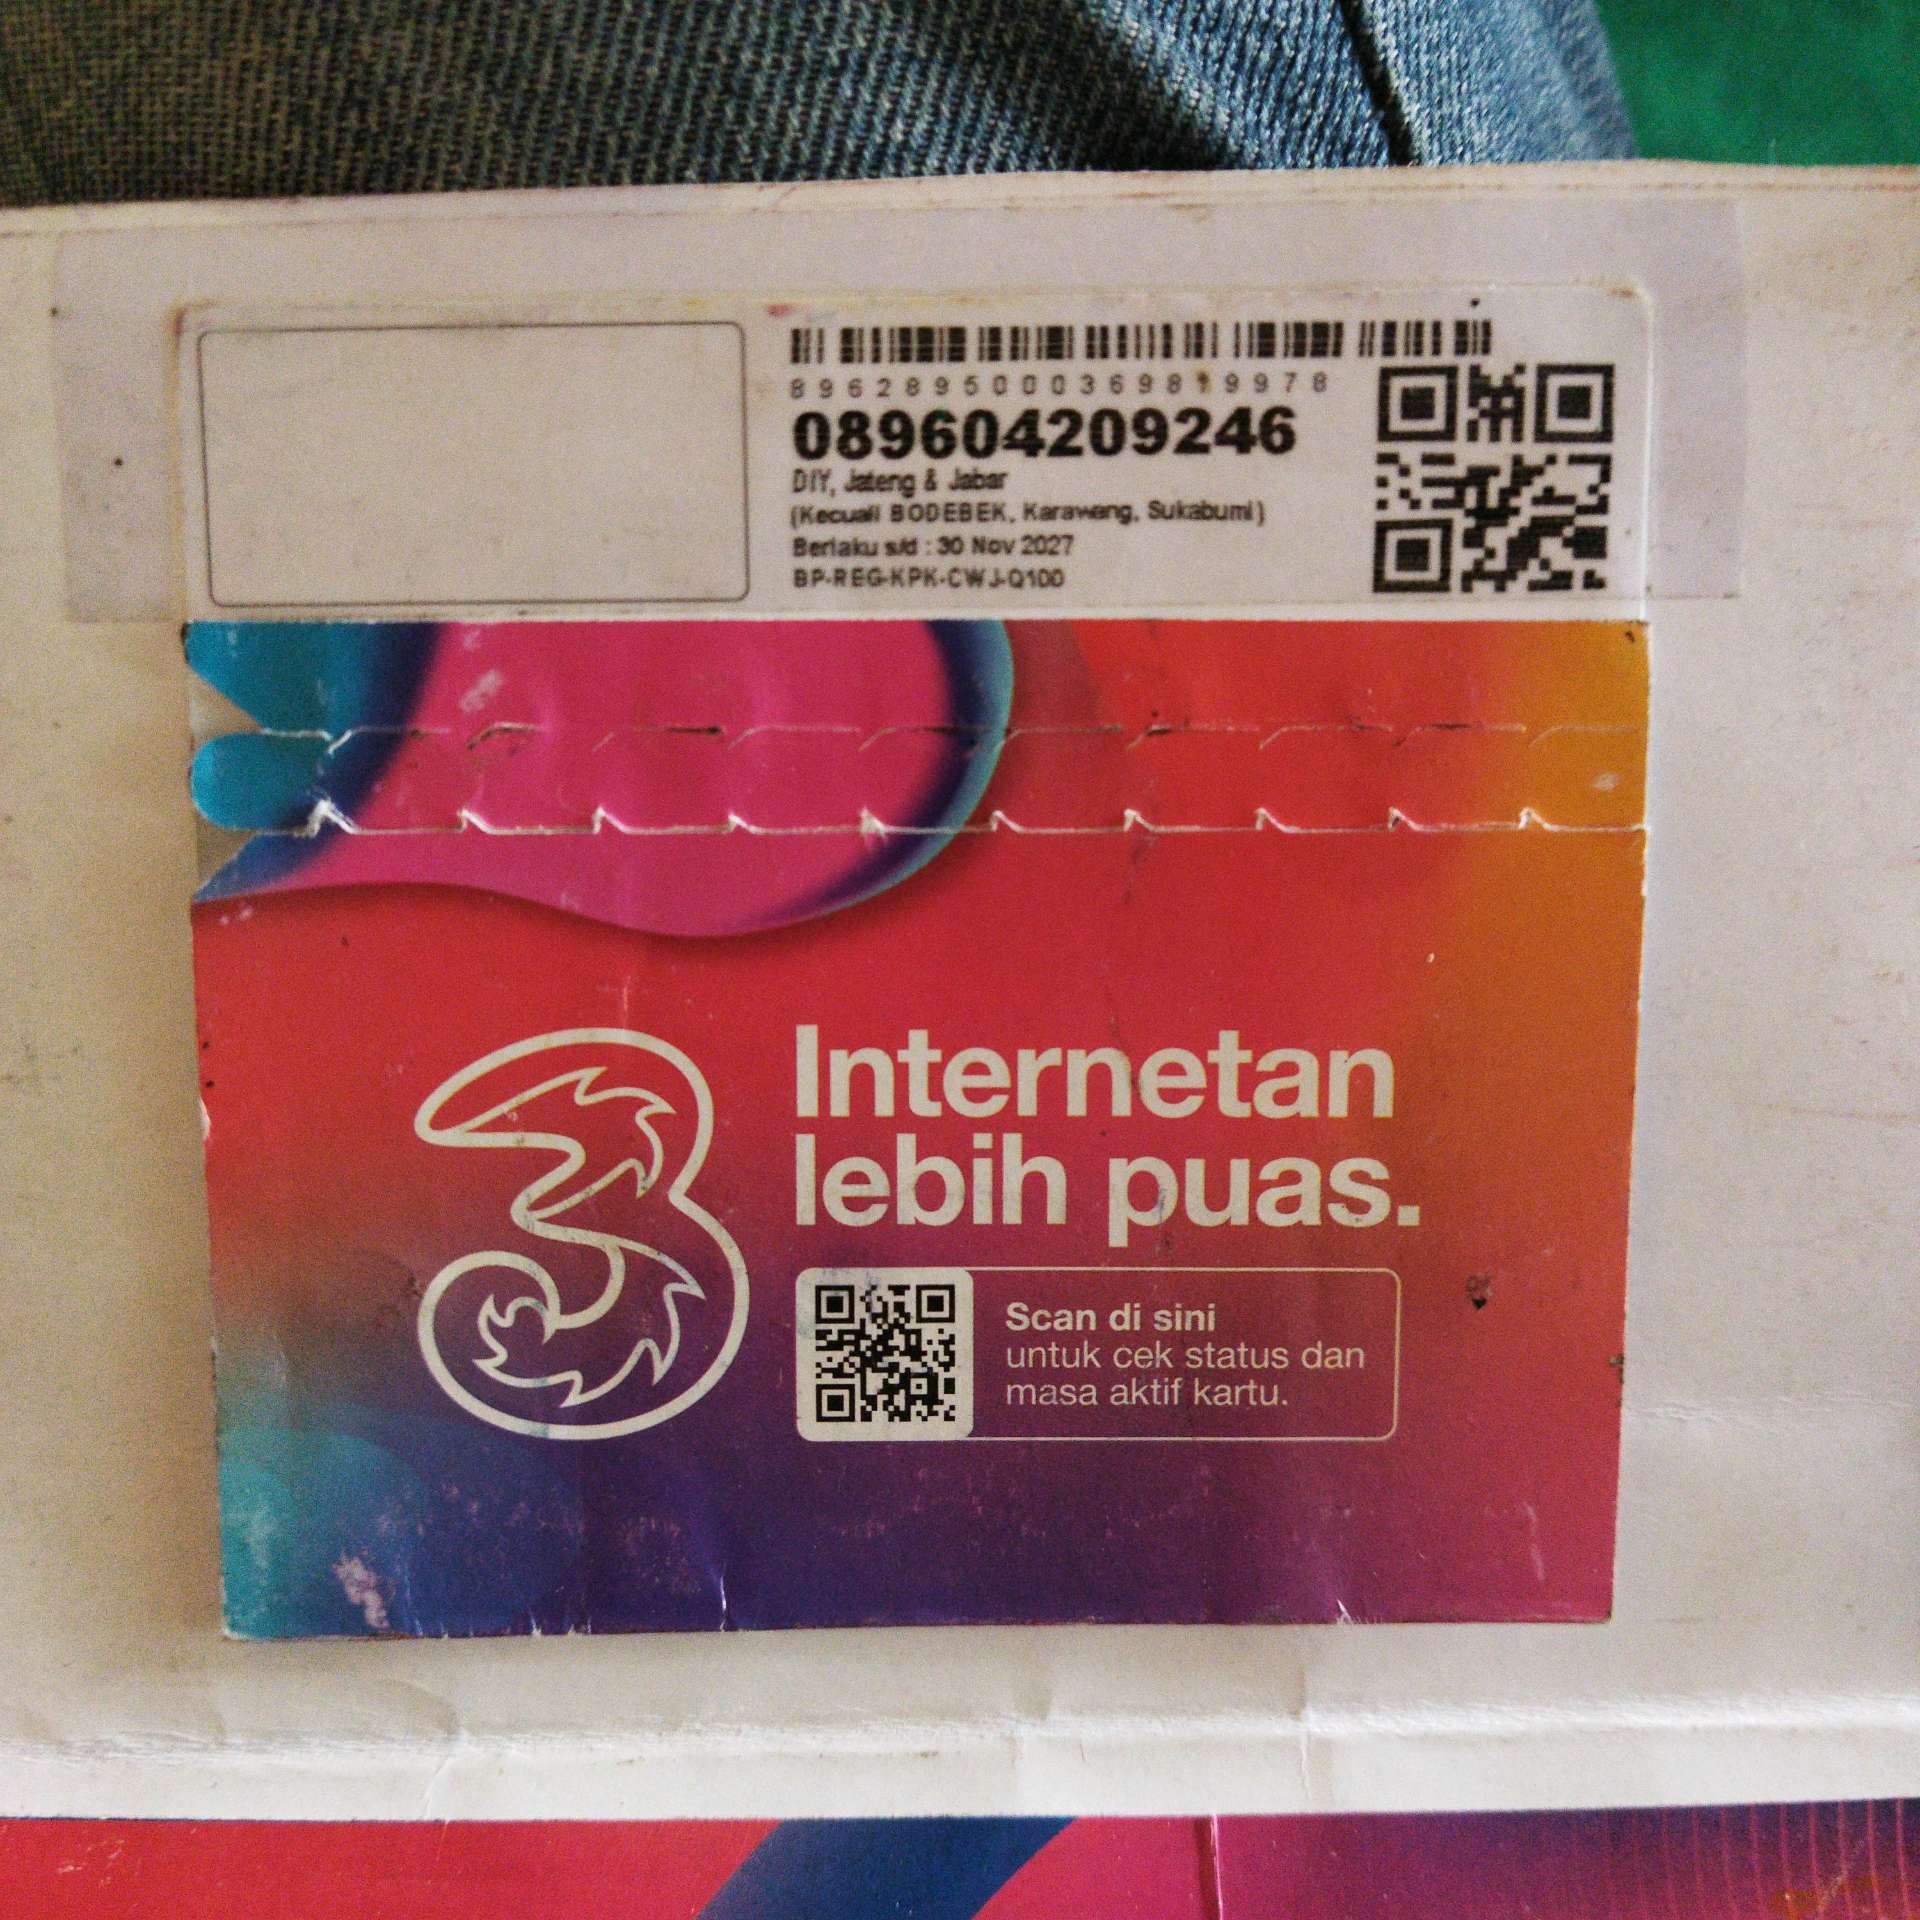 8962895000369819978
089604209246
DIY, Jateng & Jabar
(Kecuali BODEBEK, Karawang, Sukabumi)
Berlaku s/d : 30 Nov 2027
BP-REG-KPK-CWJ-Q100
3
Internetan
lebih puas.
Scan di sini
untuk cek status dan
masa aktif kartu.